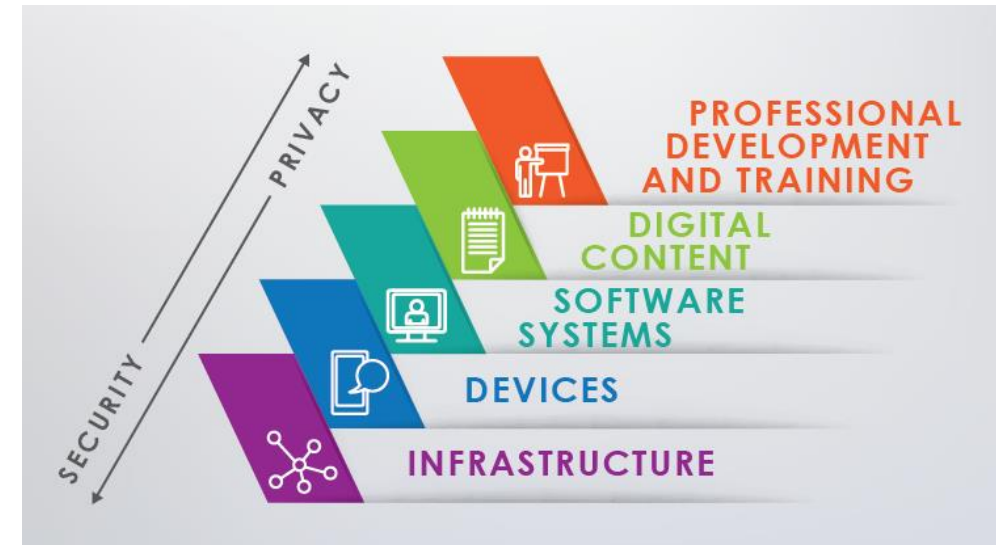 PRIVACY
SECURITY
PROFESSIONAL
DEVELOPMENT
AND TRAINING
DIGITAL
CONTENT
SOFTWARE
SYSTEMS
DEVICES
INFRASTRUCTURE